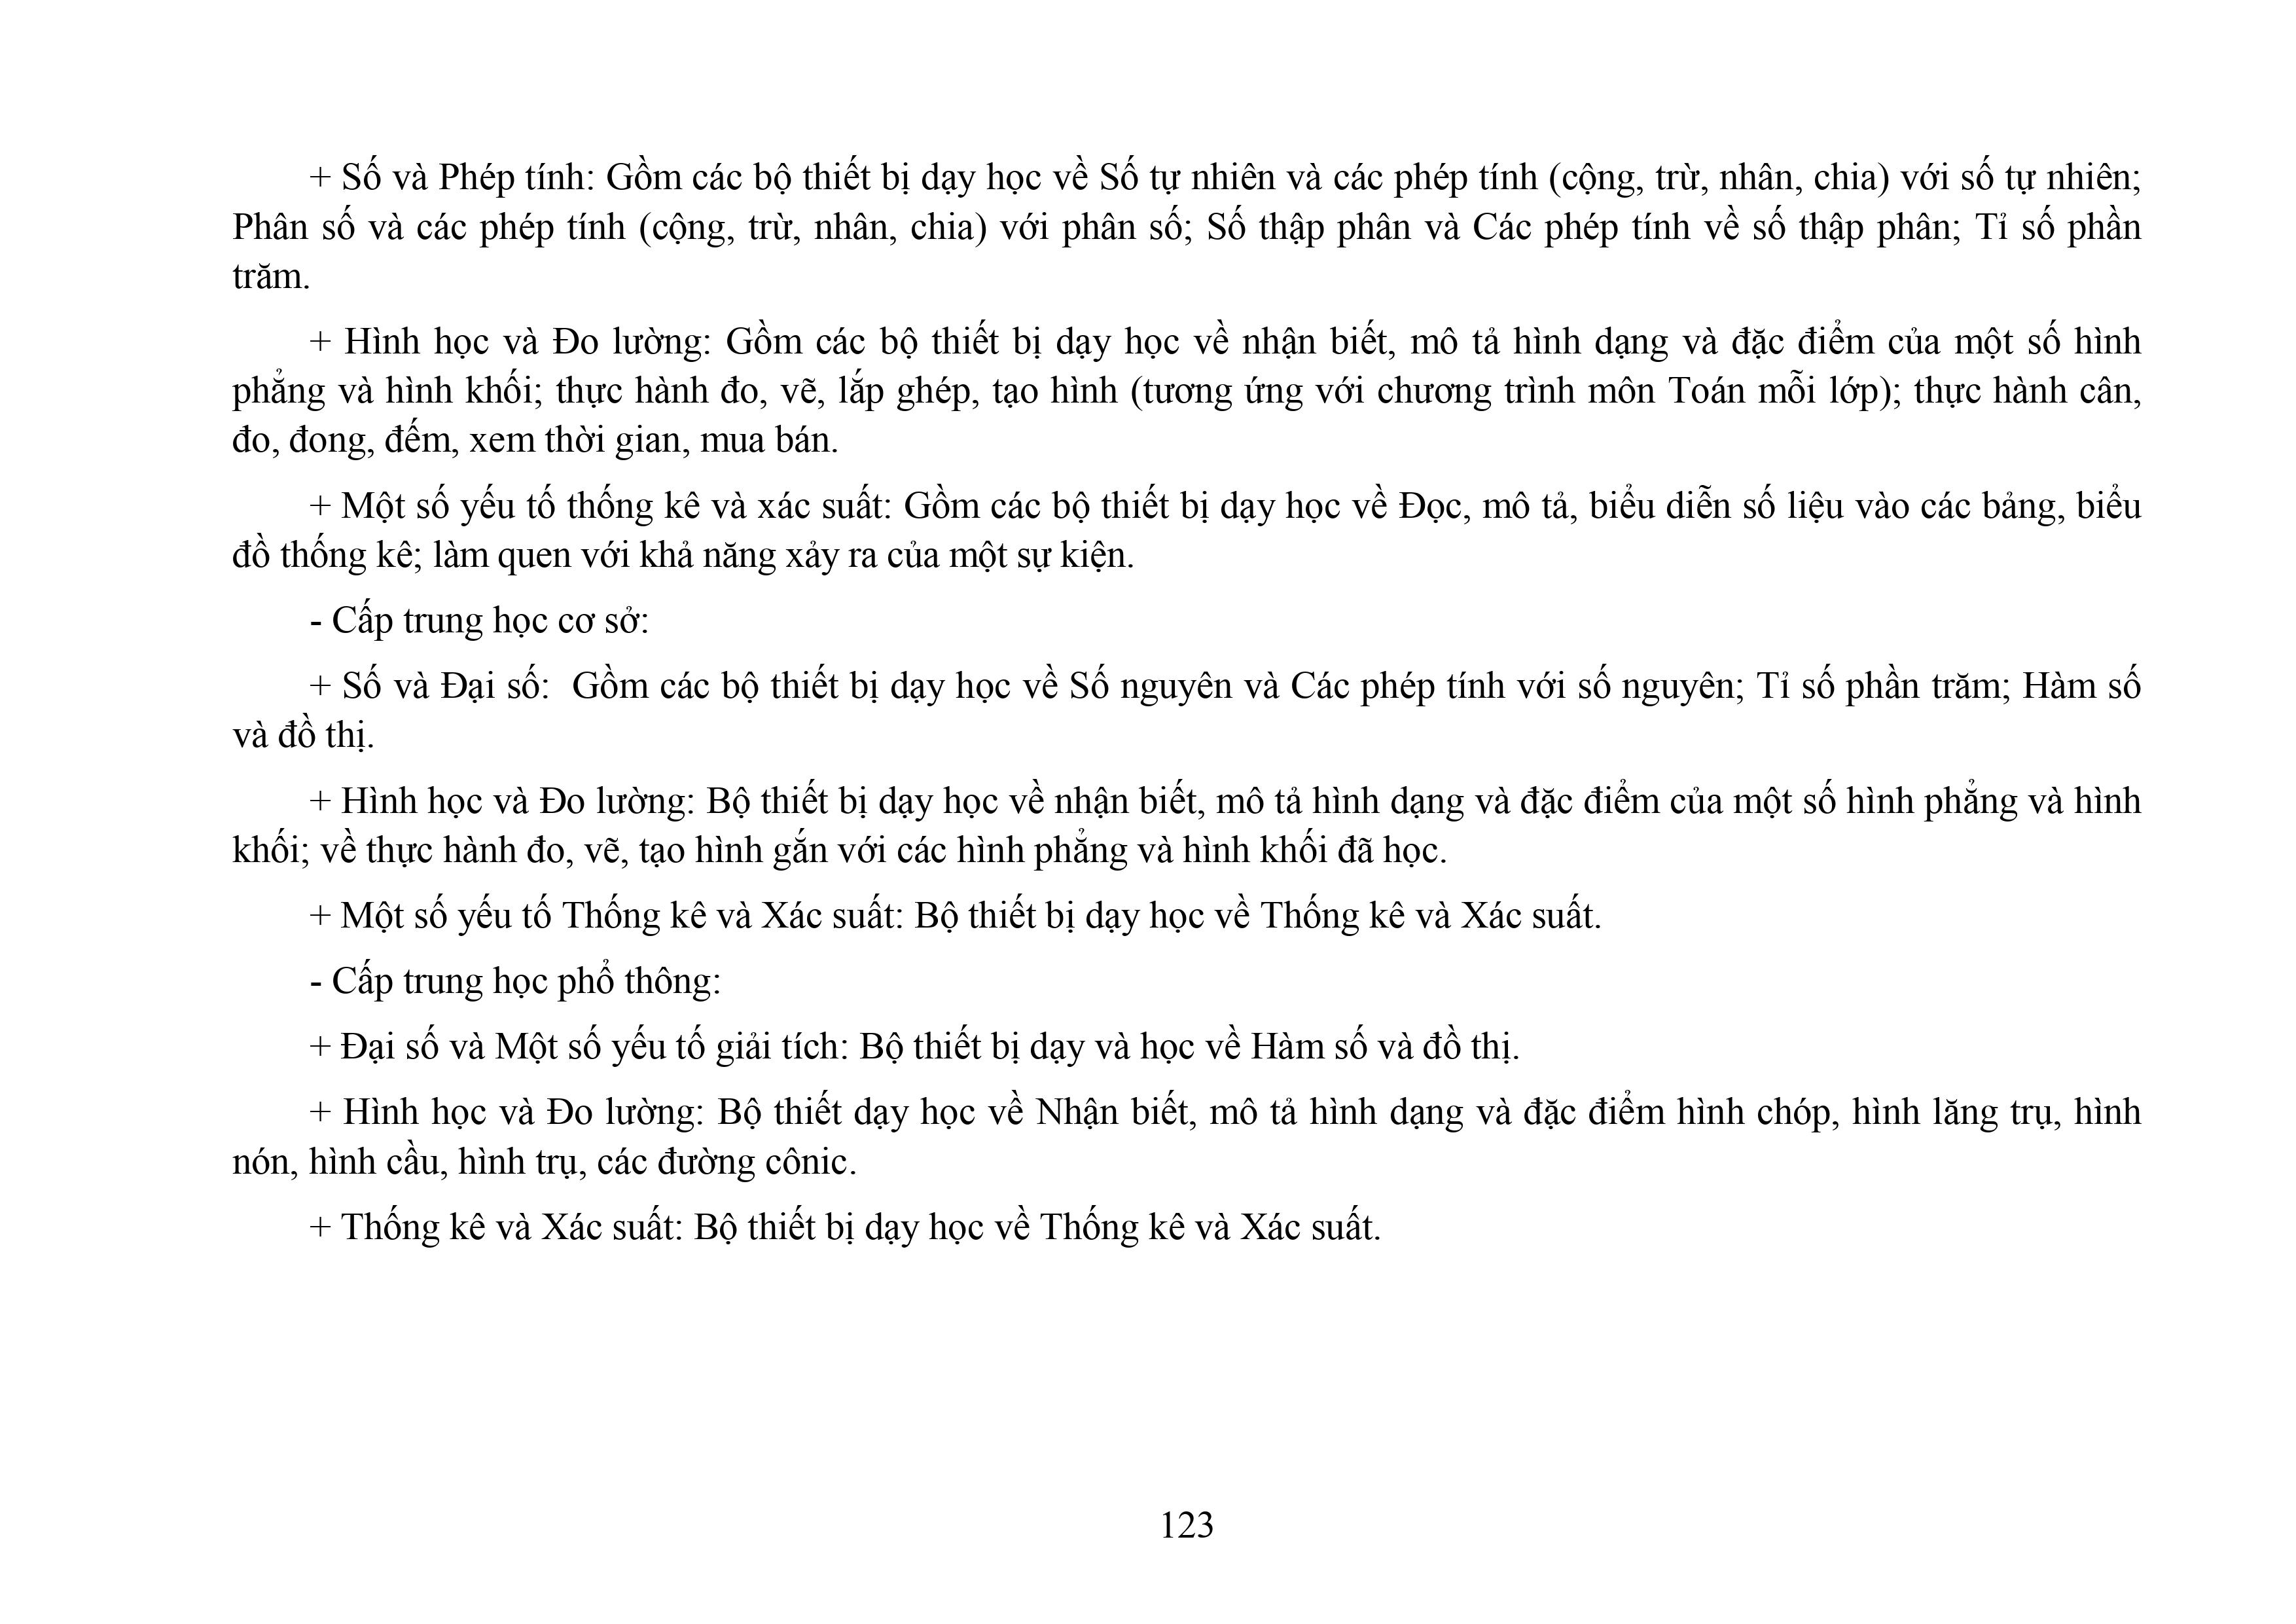 + Số và Phép tính: Gồm các bộ thiết bị dạy học về Số tự nhiên và các phép tính (cộng, trừ, nhân, chia) với số tự nhiên;
Phân số và các phép tính (cộng, trừ, nhân, chia) với phân số; Số thập phân và Các phép tính về số thập phân; Tỉ số phần
trăm.
+ Hình học và Đo lường: Gồm các bộ thiết bị dạy học về nhận biết, mô tả hình dạng và đặc điểm của một số hình
phẳng và hình khối; thực hành đo, vẽ, lắp ghép, tạo hình (tương ứng với chương trình môn Toán mỗi lớp); thực hành cân,
đo, đong, đếm, xem thời gian, mua bán.
+ Một số yếu tố thống kê và xác suất: Gồm các bộ thiết bị dạy học về Đọc, mô tả, biểu diễn số liệu vào các bảng, biểu
đồ thống kê; làm quen với khả năng xảy ra của một sự kiện.
- Cấp trung học cơ sở:
+ Số và Đại số:  Gồm các bộ thiết bị dạy học về Số nguyên và Các phép tính với số nguyên; Tỉ số phần trăm; Hàm số
và đồ thị.
+ Hình học và Đo lường: Bộ thiết bị dạy học về nhận biết, mô tả hình dạng và đặc điểm của một số hình phẳng và hình
khối; về thực hành đo, vẽ, tạo hình gắn với các hình phẳng và hình khối đã học.
+ Một số yếu tố Thống kê và Xác suất: Bộ thiết bị dạy học về Thống kê và Xác suất.
- Cấp trung học phổ thông:
+ Đại số và Một số yếu tố giải tích: Bộ thiết bị dạy và học về Hàm số và đồ thị.
+ Hình học và Đo lường: Bộ thiết dạy học về Nhận biết, mô tả hình dạng và đặc điểm hình chóp, hình lăng trụ, hình
nón, hình cầu, hình trụ, các đường cônic.
+ Thống kê và Xác suất: Bộ thiết bị dạy học về Thống kê và Xác suất.
123